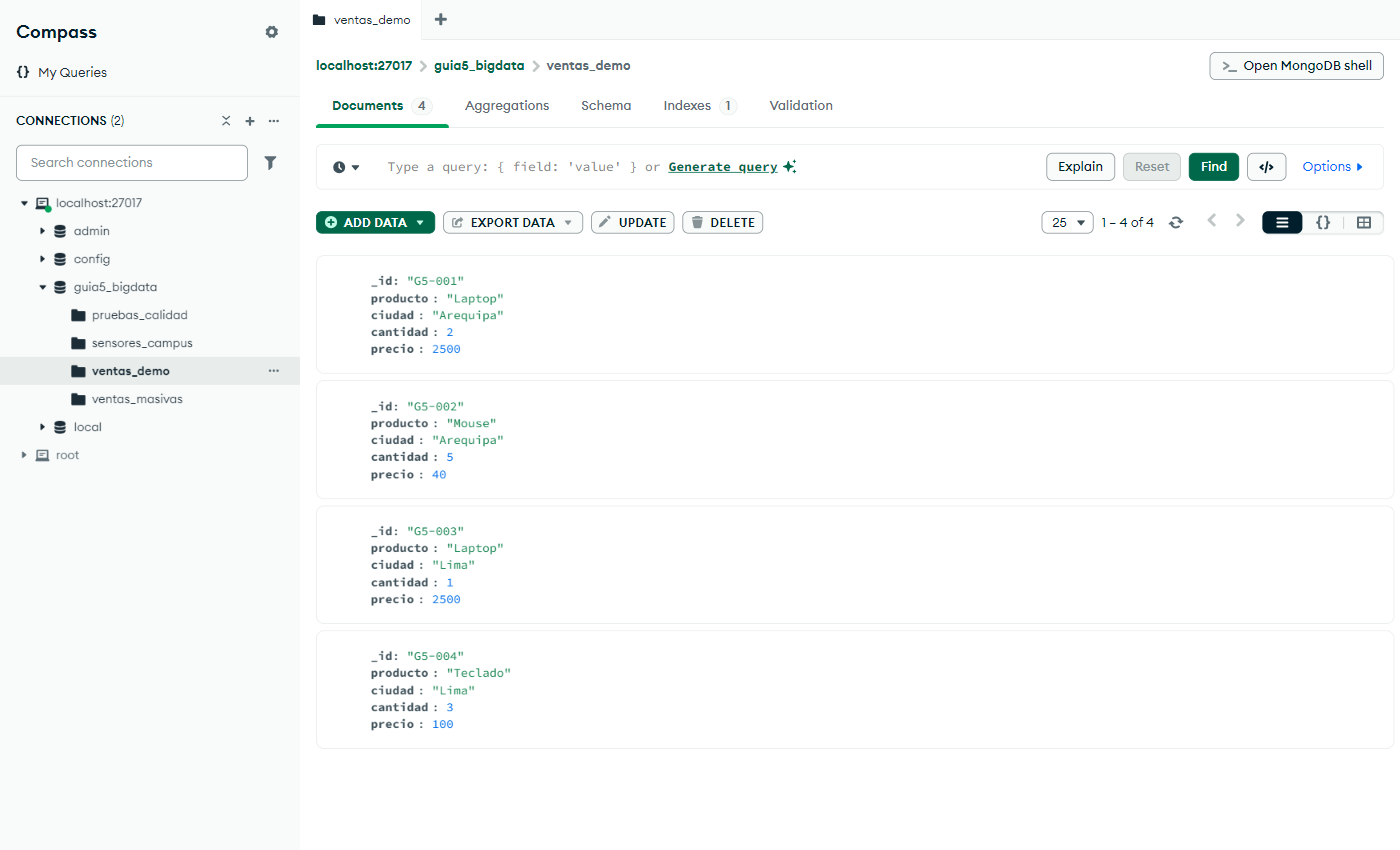 Compass
My Queries
CONNECTIONS (2)
Search connections
localhost:27017
admin
config
guia5_bigdata
pruebas_calidad
sensores_campus
ventas_demo
ventas_masivas
local
root
ventas_demo
localhost:27017 > guia5_bigdata > ventas_demo
>_ Open MongoDB shell
Documents 4 Aggregations Schema Indexes 1 Validation
Type a query: { field: 'value' } or Generate query
Explain Reset Find </> Options
ADD DATA EXPORT DATA UPDATE DELETE
25 1 – 4 of 4 {}
_id: "G5-001"
producto : "Laptop"
ciudad : "Arequipa"
cantidad : 2
precio : 2500
_id: "G5-002"
producto : "Mouse"
ciudad : "Arequipa"
cantidad : 5
precio : 40
_id: "G5-003"
producto : "Laptop"
ciudad : "Lima"
cantidad : 1
precio : 2500
_id: "G5-004"
producto : "Teclado"
ciudad : "Lima"
cantidad : 3
precio : 100